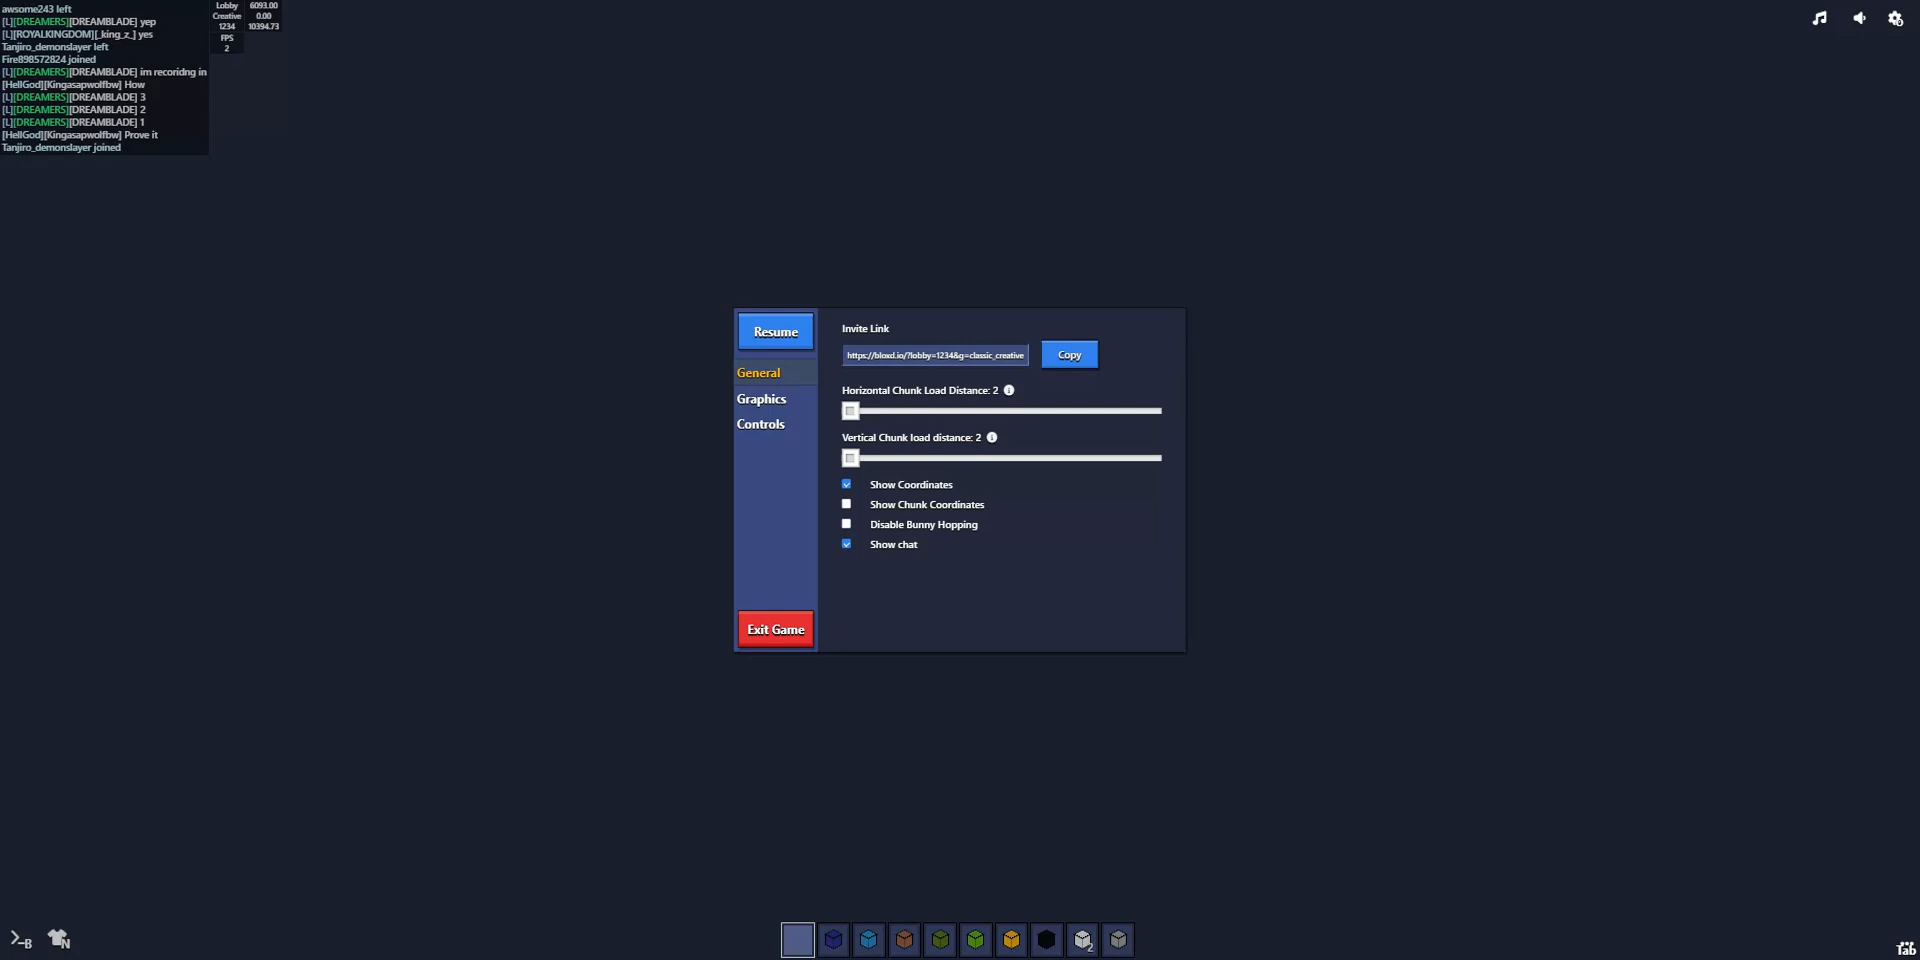 awsome243 left
[L][DREAMERS][DREAMBLADE] yep
[L][ROYALKINGDOM][_king_z_] yes
Tanjiro_demonslayer left
Fire898572824 joined
[L][DREAMERS][DREAMBLADE] im recoridng in
[HellGod][Kingasapwolfbw] How
[L][DREAMERS][DREAMBLADE] 3
[L][DREAMERS][DREAMBLADE] 2
[L][DREAMERS][DREAMBLADE] 1
[HellGod][Kingasapwolfbw] Prove it
Tanjiro_demonslayer joined
Lobby
Creative
1234
FPS
2
6093.00
0.00
10394.73
Resume
General
Graphics
Controls
Exit Game
Invite Link
https://bloxd.io/?lobby=1234&g=classic_creative
Copy
Horizontal Chunk Load Distance: 2
Vertical Chunk load distance: 2
Show Coordinates
Show Chunk Coordinates
Disable Bunny Hopping
Show chat
B
N
2
Tab